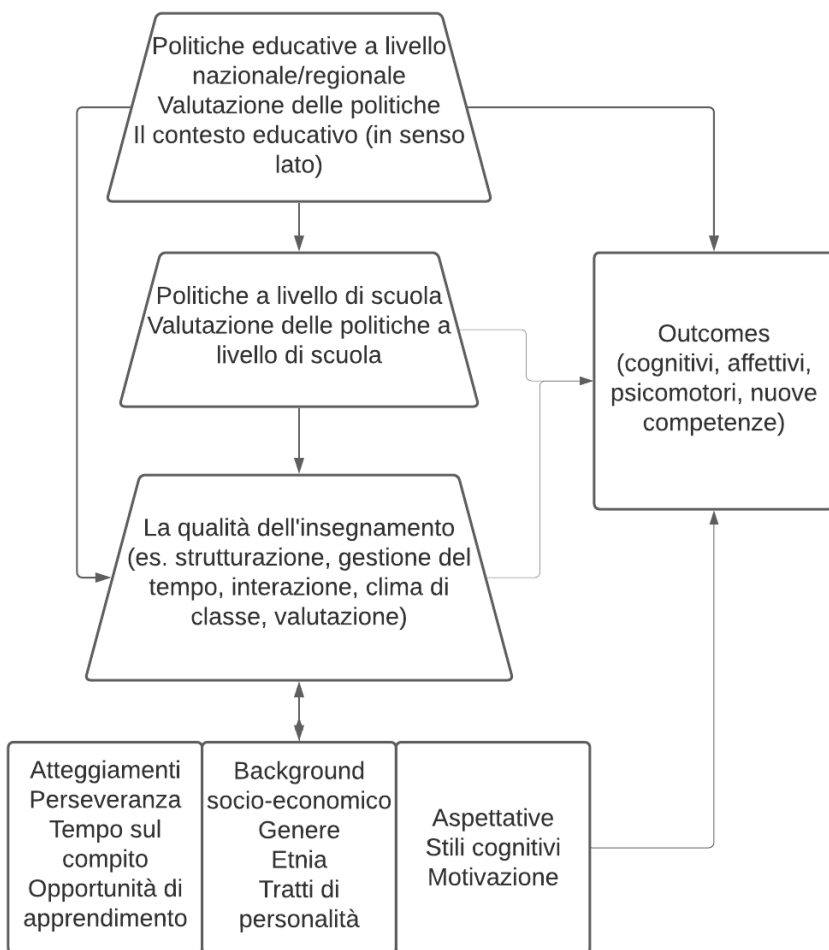 Politiche educative a livello
nazionale/regionale
Valutazione delle politiche
Il contesto educativo (in senso
lato)
Politiche a livello di scuola
Valutazione delle politiche a
livello di scuola
Outcomes
(cognitivi, affettivi,
psicomotori, nuove
competenze)
La qualità dell'insegnamento
(es. strutturazione, gestione del
tempo, interazione, clima di
classe, valutazione)
Atteggiamenti
Perseveranza
Tempo sul
compito
Opportunità di
apprendimento
Background
socio-economico
Genere
Etnia
Tratti di
personalità
Aspettative
Stili cognitivi
Motivazione